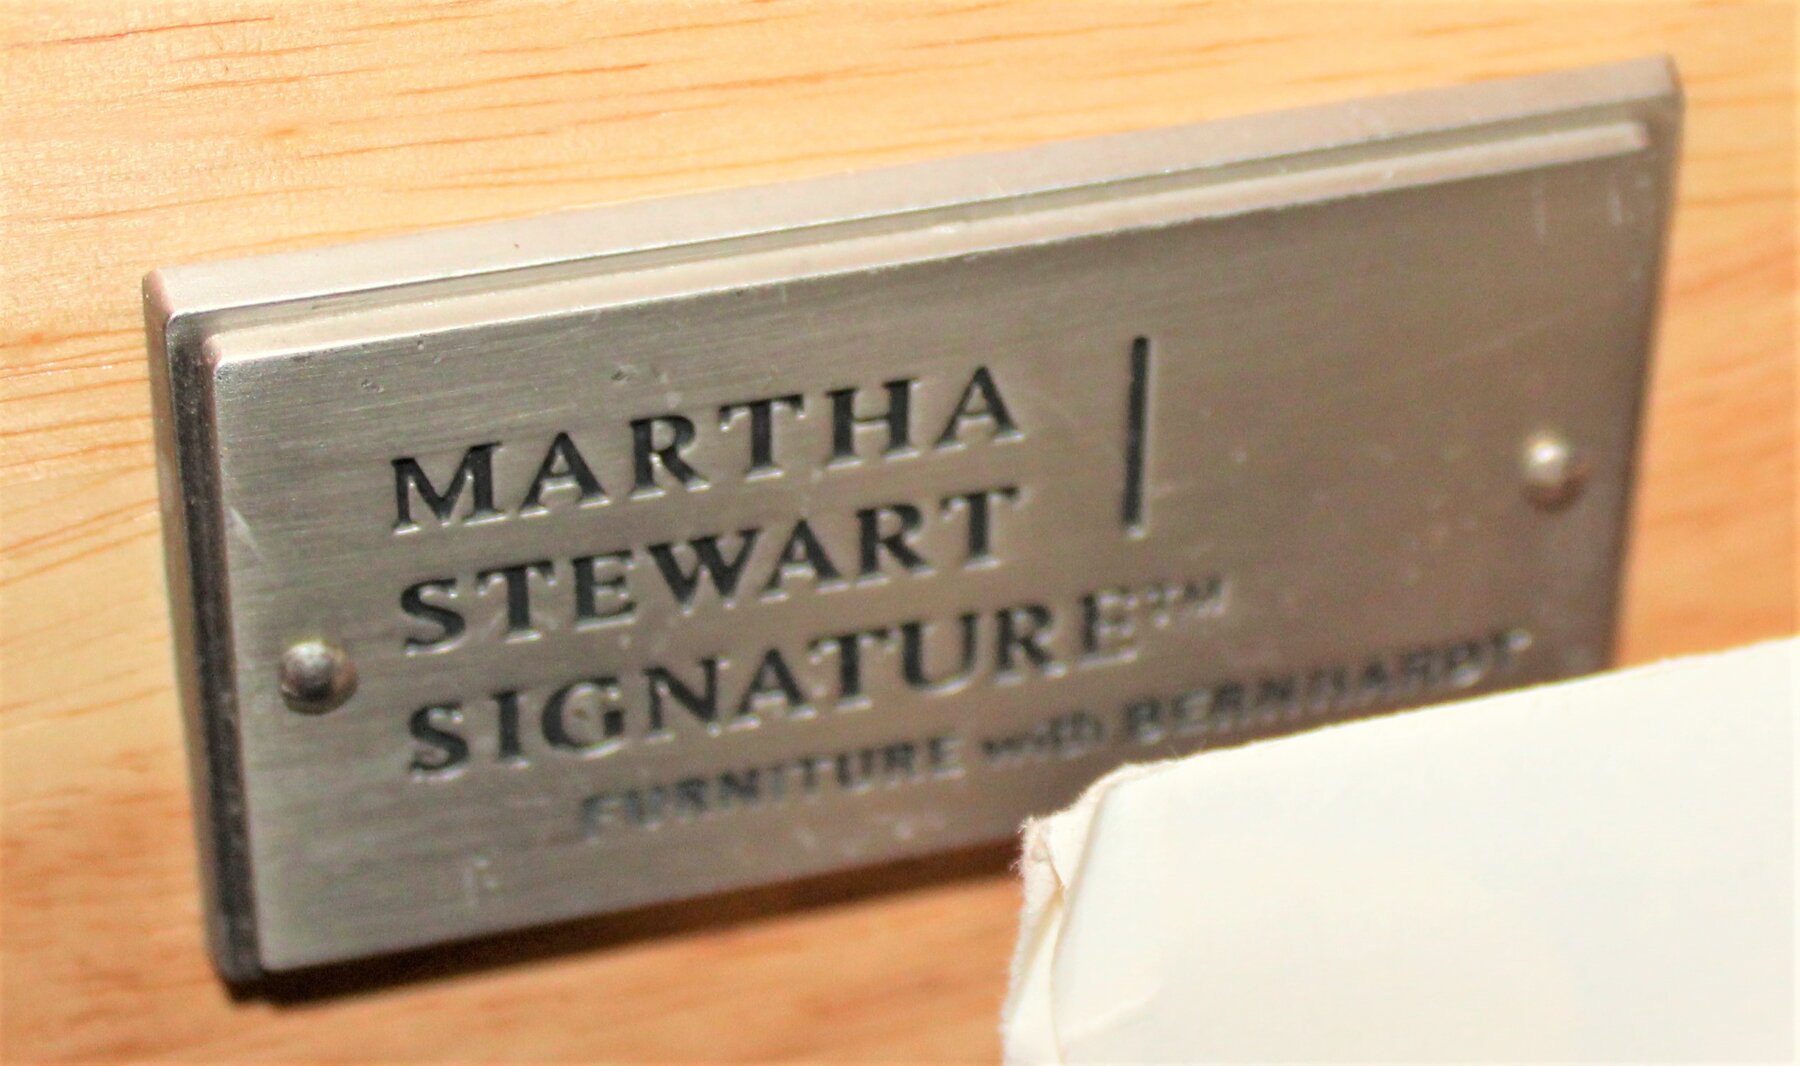 MARTHA
STEWART
SIGNATURE™
FURNITURE with BERNHARDT